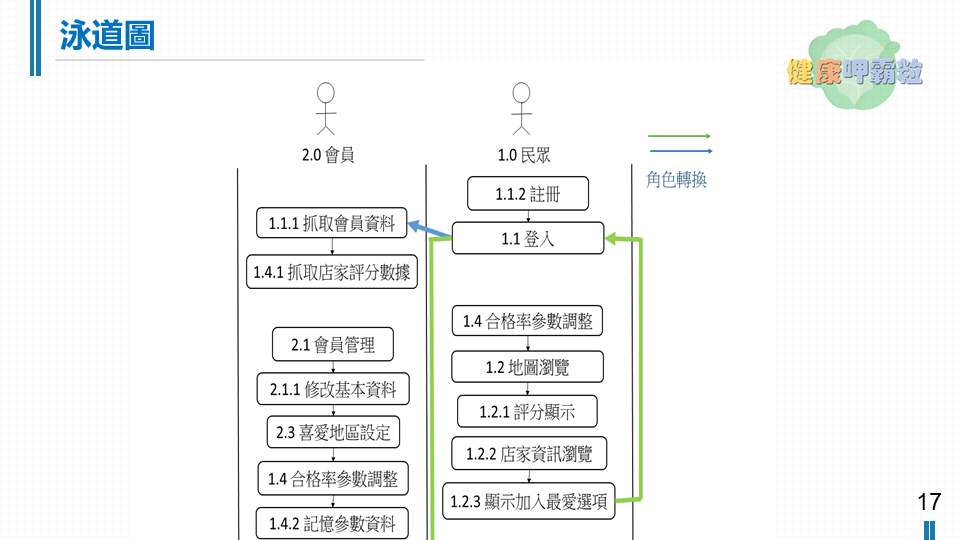 泳道圖
健康呷霸粒
2.0 會員
1.0 民眾
角色轉換
1.1.2 註冊
1.1.1 抓取會員資料
1.1 登入
1.4.1 抓取店家評分數據
1.4 合格率參數調整
2.1 會員管理
1.2 地圖瀏覽
2.1.1 修改基本資料
1.2.1 評分顯示
2.3 喜愛地區設定
1.2.2 店家資訊瀏覽
1.4 合格率參數調整
1.2.3 顯示加入最愛選項
1.4.2 記憶參數資料
17